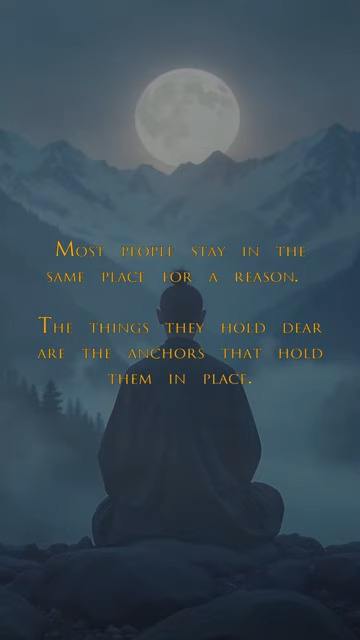 Most people stay in the
same place for a reason.
The things they hold dear
are the anchors that hold
them in place.